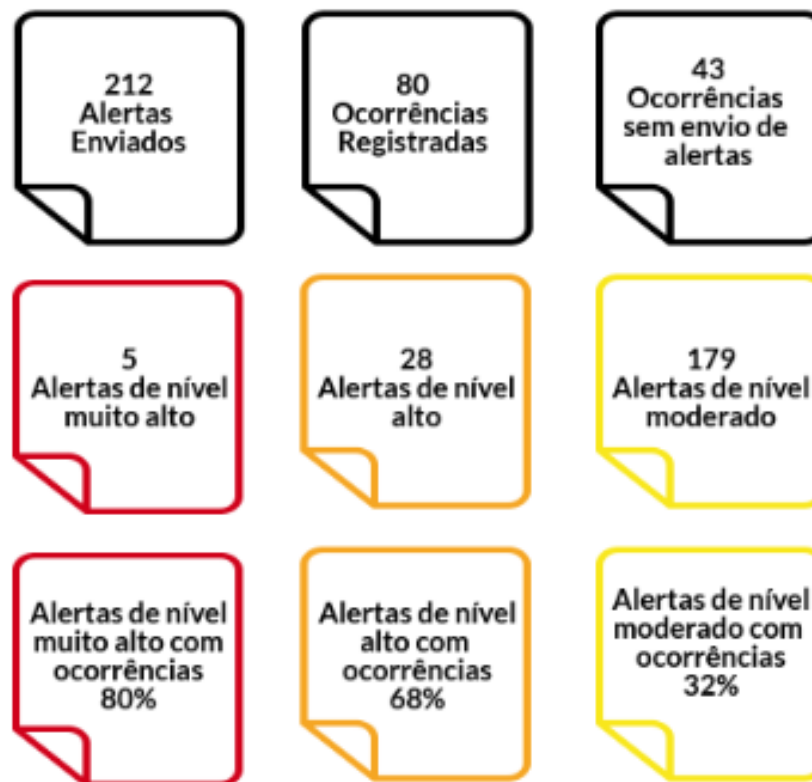 212
Alertas
Enviados
80
Ocorrências
Registradas
43
Ocorrências
sem envio de
alertas
5
Alertas de nível
muito alto
28
Alertas de nível
alto
179
Alertas de nível
moderado
Alertas de nível
muito alto com
ocorrências
80%
Alertas de nível
alto com
ocorrências
68%
Alertas de nível
moderado com
ocorrências
32%